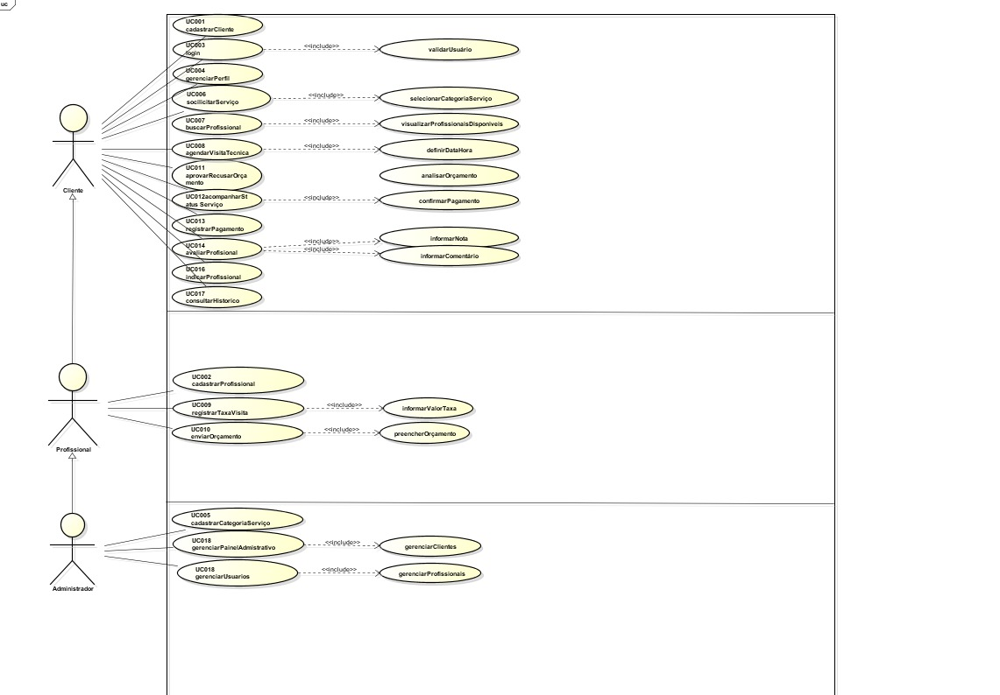 uc
UC001
cadastrarCliente
UC003
login
<<include>>
validarUsuário
UC004
gerenciarPerfil
UC006
socilicitarServiço
<<include>>
selecionarCategoriaServiço
UC007
buscarProfissional
<<include>>
visualizarProfissionaisDisponíveis
UC008
agendarVisitaTecnica
<<include>>
definirDataHora
UC011
aprovarRecusarOrça
mento
analisarOrçamento
Cliente
UC012acompanharSt
atus Serviço
<<include>>
confirmarPagamento
UC013
registrarPagamento
UC014
avaliarProfisional
<<include>>
<<include>>
informarNota
informarComentário
UC016
indicarProfissional
UC017
consultarHistorico
UC002
cadastrarProfissional
UC009
registrarTaxaVisita
<<include>>
informarValorTaxa
UC010
enviarOrçamento
<<include>>
preencherOrçamento
Profissional
UC005
cadastrarCategoriaServiço
UC018
gerenciarPainelAdmistrativo
<<include>>
gerenciarClientes
UC018
gerenciarUsuarios
<<include>>
gerenciarProfissionais
Administrador